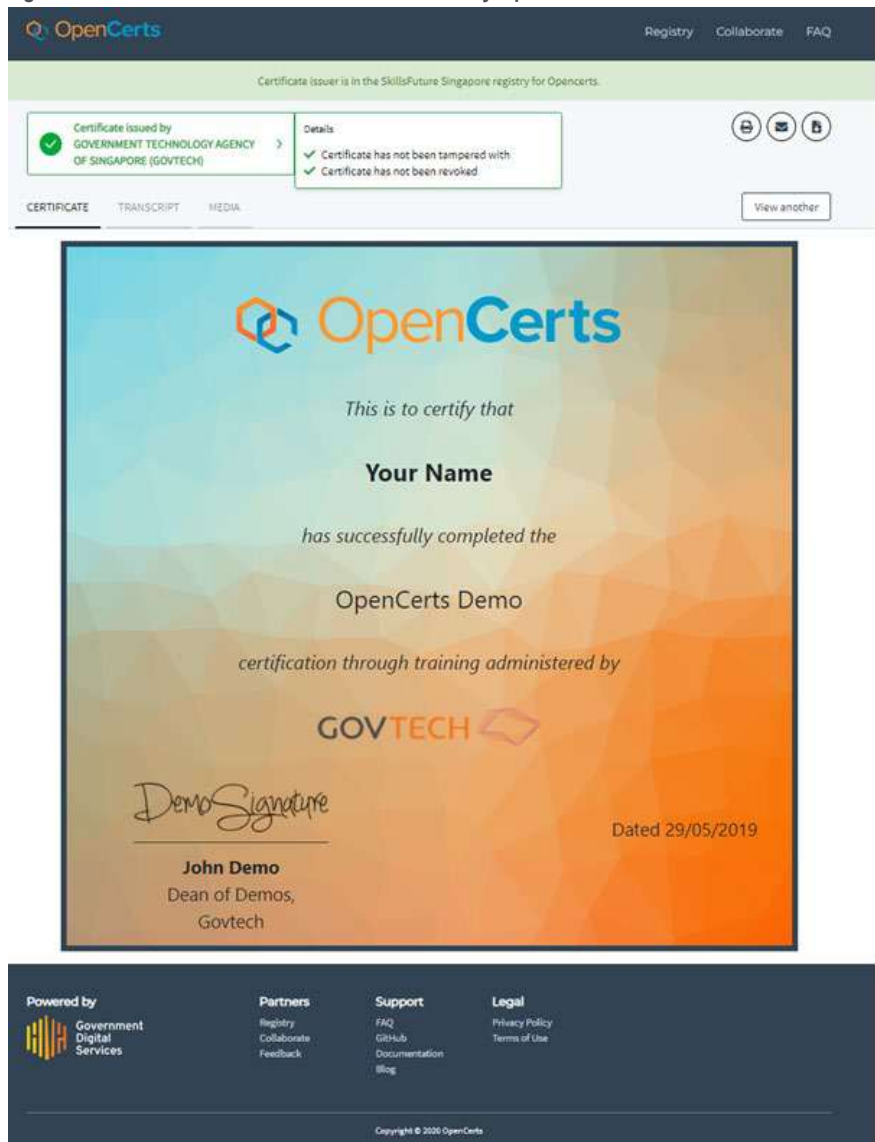 OpenCerts
Registry Collaborate FAQ
Certificate issuer is in the SkillsFuture Singapore registry for Opencerts.
Certificate issued by
GOVERNMENT TECHNOLOGY AGENCY
OF SINGAPORE (GOVTECH)
Details
Certificate has not been tampered with
Certificate has not been revoked
CERTIFICATE TRANSCRIPT MEDIA
View another
OpenCerts
This is to certify that
Your Name
has successfully completed the
OpenCerts Demo
certification through training administered by
GOVTECH
DemoSignature
Dated 29/05/2019
John Demo
Dean of Demos,
Govtech
Powered by
Government
Digital
Services
Partners
Registry
Collaborate
Feedback
Support
FAQ
GitHub
Documentation
Blog
Legal
Privacy Policy
Terms of Use
Copyright © 2020 OpenCerts